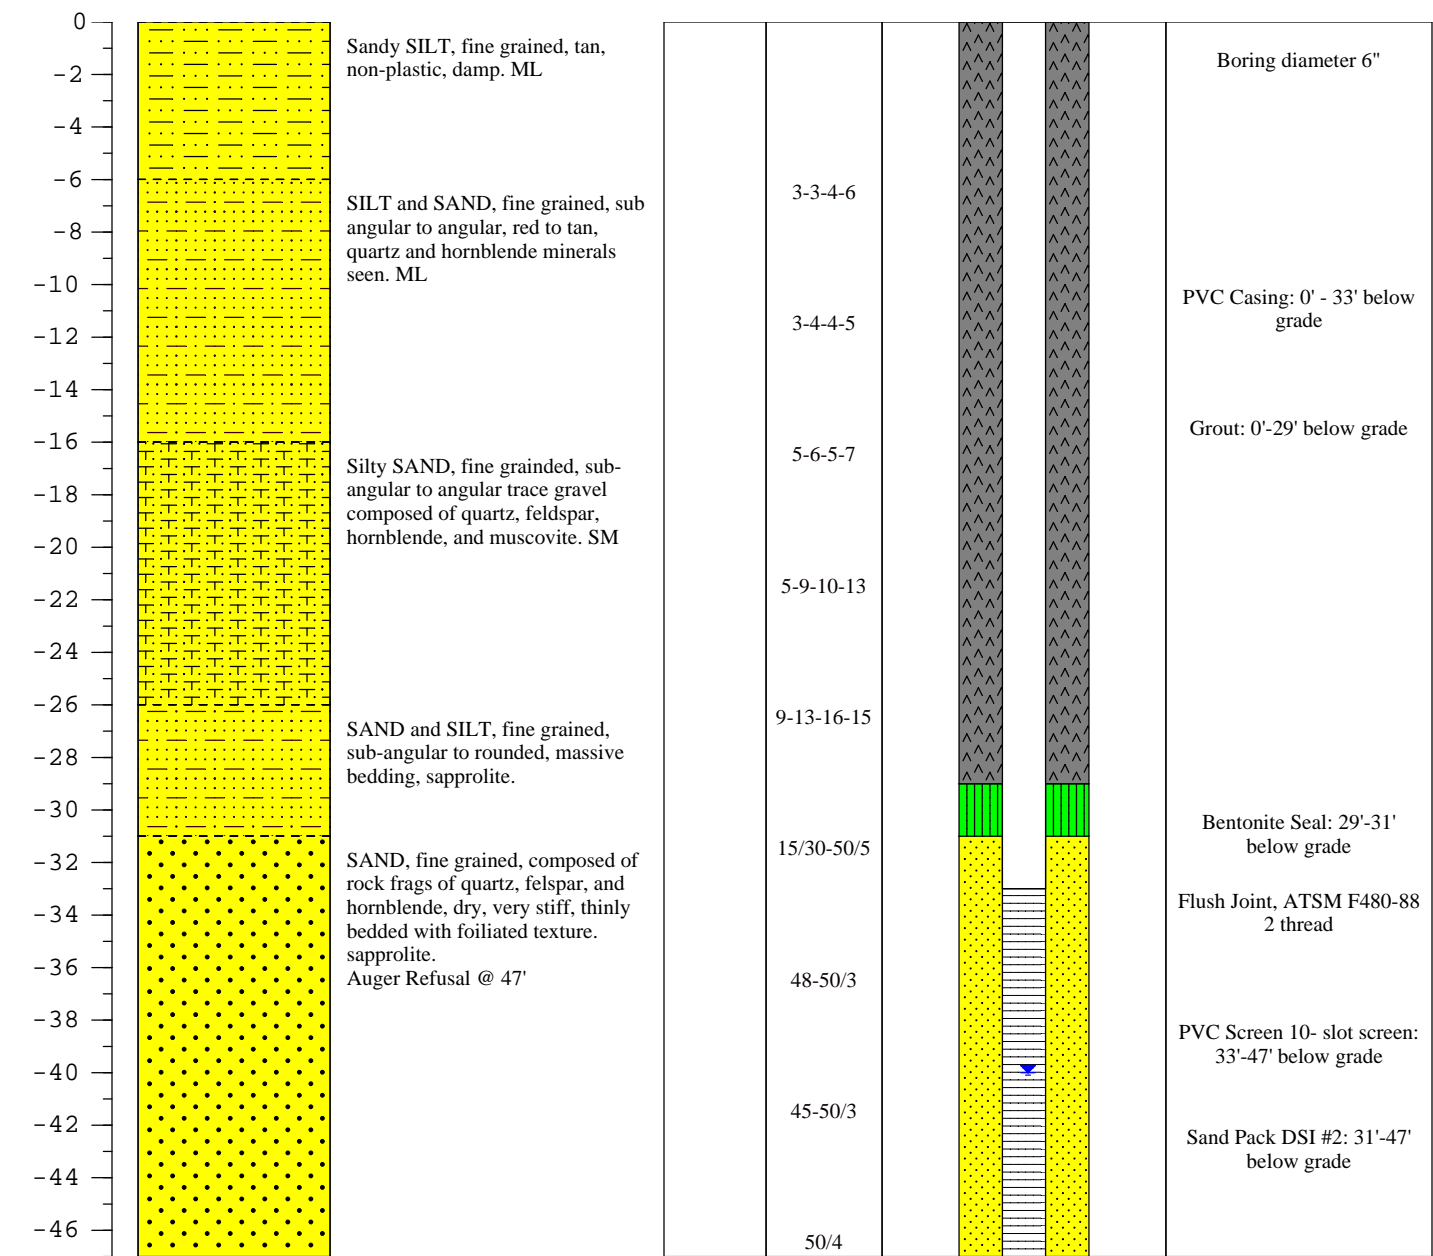 0
-2
-4
-6
-8
-10
-12
-14
-16
-18
-20
-22
-24
-26
-28
-30
-32
-34
-36
-38
-40
-42
-44
-46
Sandy SILT, fine grained, tan,
non-plastic, damp. ML
SILT and SAND, fine grained, sub
angular to angular, red to tan,
quartz and hornblende minerals
seen. ML
Silty SAND, fine grainded, sub-
angular to angular trace gravel
composed of quartz, feldspar,
hornblende, and muscovite. SM
SAND and SILT, fine grained,
sub-angular to rounded, massive
bedding, sapprolite.
SAND, fine grained, composed of
rock frags of quartz, felspar, and
hornblende, dry, very stiff, thinly
bedded with foiliated texture.
sapprolite.
Auger Refusal @ 47'
3-3-4-6
3-4-4-5
5-6-5-7
5-9-10-13
9-13-16-15
15/30-50/5
48-50/3
45-50/3
50/4
Boring diameter 6"
PVC Casing: 0' - 33' below
grade
Grout: 0'-29' below grade
Bentonite Seal: 29'-31'
below grade
Flush Joint, ATSM F480-88
2 thread
PVC Screen 10- slot screen:
33'-47' below grade
Sand Pack DSI #2: 31'-47'
below grade